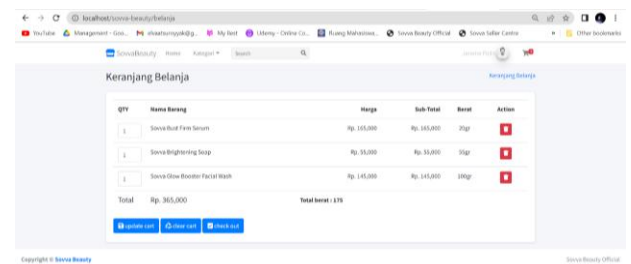 localhost/sovva-beauty/belanja
YouTube Management - Goo... My Best Udemy - Online Co... Ruang Mahasiswa... Sovva Beauty Official Sovva Seller Centre » Other bookmarks
SovvaBeauty Home Kategori Search
Keranjang Belanja Keranjang Belanja
QTY Nama Barang Harga Sub-Total Berat Action
1 Sovva Bust Firm Serum Rp. 165,000 Rp. 165,000 20gr
1 Sovva Brightening Soap Rp. 55,000 Rp. 55,000 55gr
1 Sovva Glow Booster Facial Wash Rp. 145,000 Rp. 145,000 100gr
Total Rp. 365,000 Total berat : 175
update cart clear cart check out
Copyright © Sovva Beauty Sovva Beauty Official